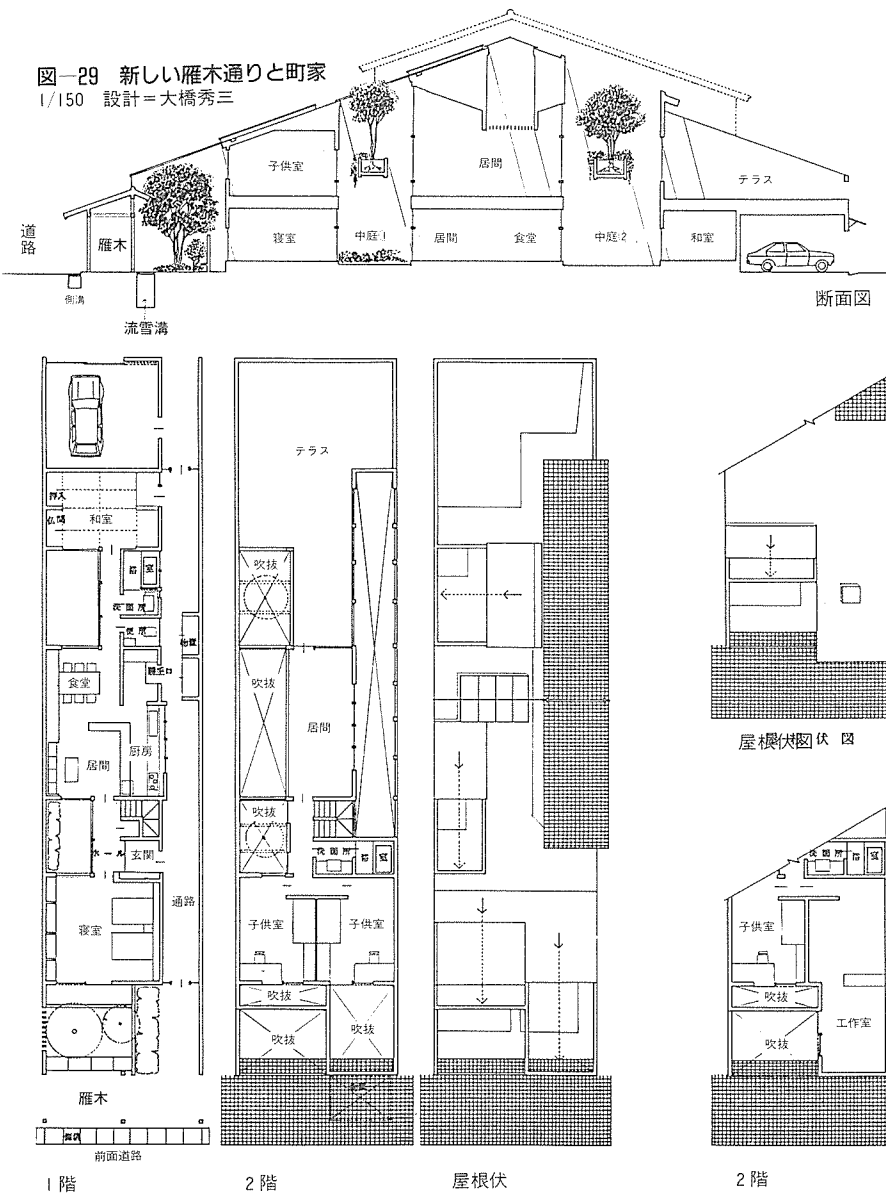 図—29 新しい雁木通りと町家
1/150 設計=大橋秀三
子供室
居間
テラス
道路
雁木
寝室
中庭1
居間
食堂
中庭2
和室
側溝
流雪溝
断面図
押入
仏間
和室
浴室
洗面所
便所
物置
食堂
勝手口
厨房
居間
ホール
玄関
通路
寝室
雁木
側溝
前面道路
1階
テラス
吹抜
吹抜
居間
吹抜
洗面所
浴室
子供室
子供室
吹抜
吹抜
吹抜
2階
屋根伏
屋根伏図
伏図
洗面所
浴室
子供室
吹抜
工作室
吹抜
2階